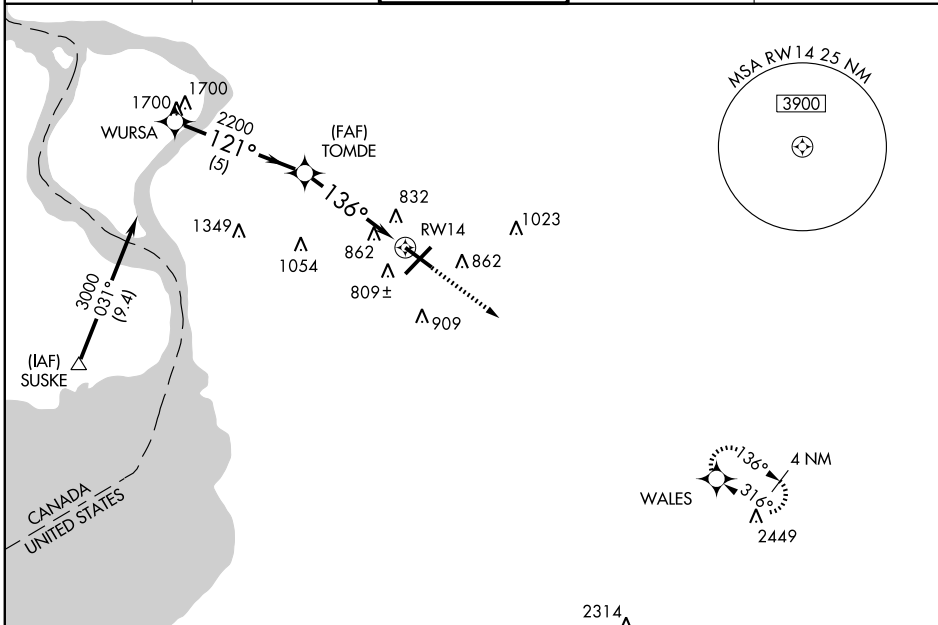 MSA RW14 25 NM
3900
1700
1700
WURSA
2200
121°
(5)
(FAF)
TOMDE
136°
832
RW14
1023
1349
1054
862
862
809±
909
3000
031°
(9.4)
(IAF)
SUSKE
CANADA
UNITED STATES
136°
4 NM
WALES
316°
2449
2314